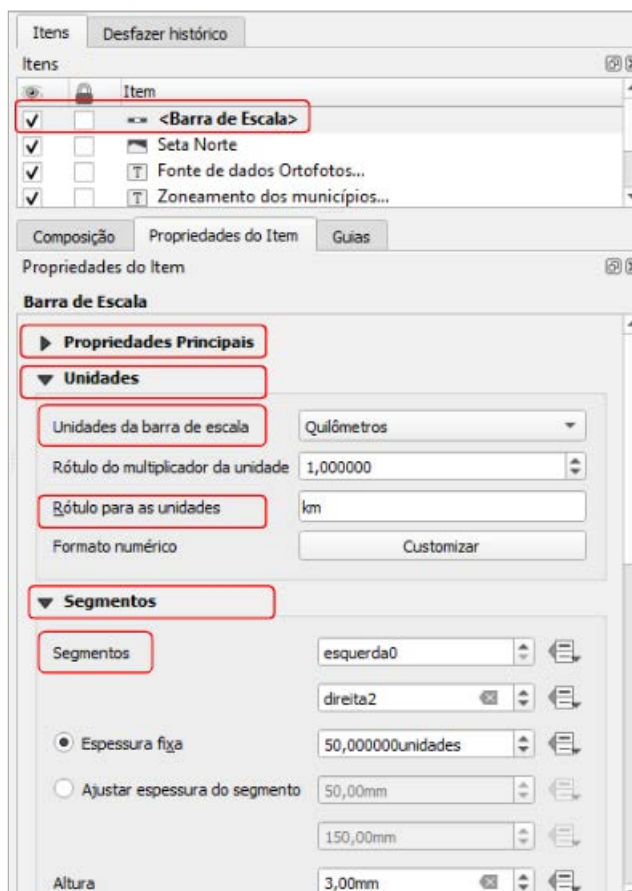 Itens Desfazer histórico
Itens
Item
<Barra de Escala>
Seta Norte
T Fonte de dados Ortofotos...
T Zoneamento dos municípios...
Composição Propriedades do Item Guias
Propriedades do Item
Barra de Escala
Propriedades Principais
Unidades
Unidades da barra de escala Quilômetros
Rótulo do multiplicador da unidade 1,000000
Rótulo para as unidades km
Formato numérico Customizar
Segmentos
Segmentos esquerda0
direita2
Espessura fixa 50,000000unidades
Ajustar espessura do segmento 50,00mm
150,00mm
Altura 3,00mm